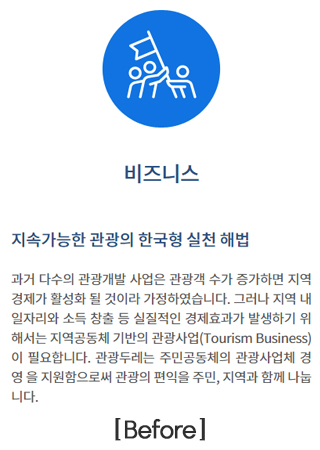 비즈니스
지속가능한 관광의 한국형 실천 해법
과거 다수의 관광개발 사업은 관광객 수가 증가하면 지역
경제가 활성화 될 것이라 가정하였습니다. 그러나 지역 내
일자리와 소득 창출 등 실질적인 경제효과가 발생하기 위
해서는 지역공동체 기반의 관광사업(Tourism Business)
이 필요합니다. 관광두레는 주민공동체의 관광사업체 경
영 을 지원함으로써 관광의 편익을 주민, 지역과 함께 나눕
니다.
[Before]